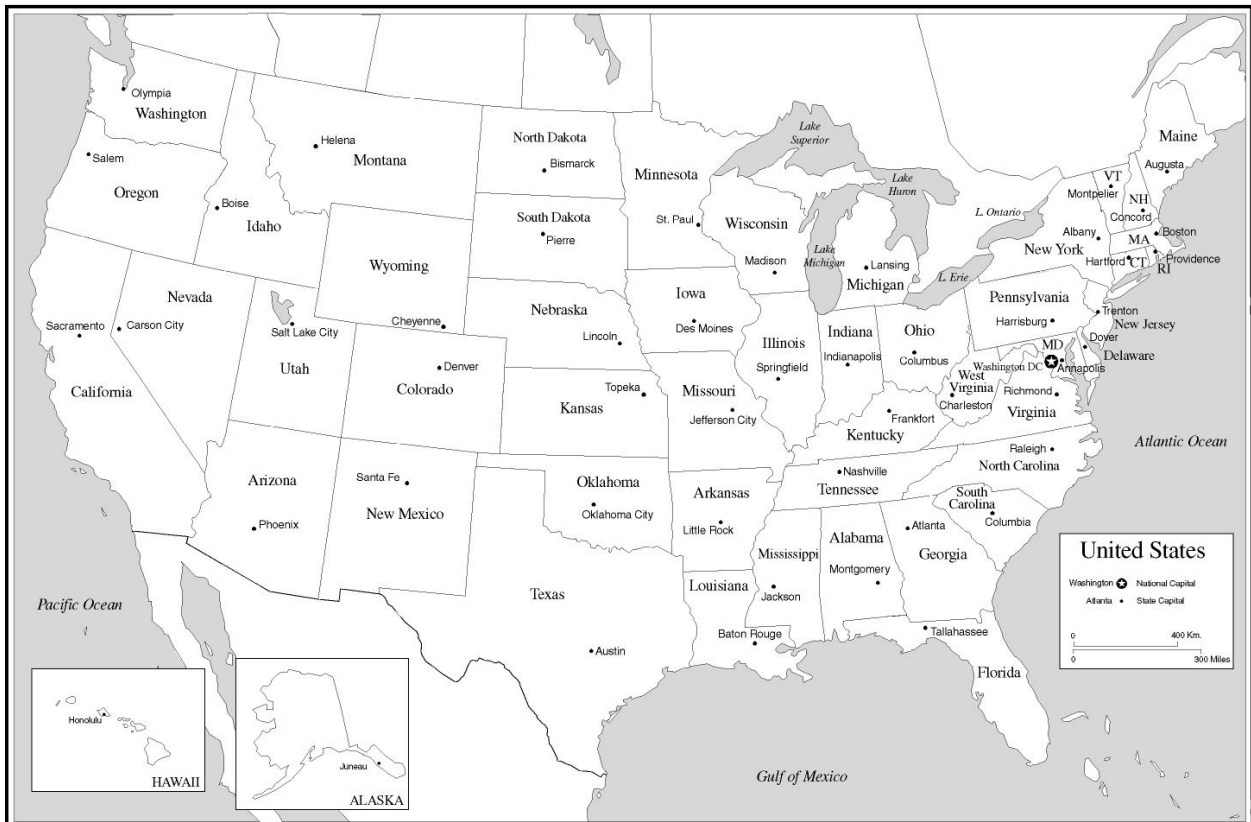 Olympia
Washington
Salem
Oregon
Helena
Montana
Boise
Idaho
North Dakota
Bismarck
South Dakota
Pierre
Minnesota
St. Paul
Wisconsin
Madison
Lake
Superior
Lake
Huron
Lake
Michigan
L. Ontario
L. Erie
Lansing
Michigan
Maine
Augusta
VT
Montpelier
NH
Concord
Albany
New York
Boston
MA
Hartford
CT
RI
Providence
Wyoming
Cheyenne
Nevada
Carson City
Sacramento
California
Salt Lake City
Utah
Denver
Colorado
Nebraska
Lincoln
Iowa
Des Moines
Illinois
Springfield
Indiana
Indianapolis
Ohio
Columbus
Pennsylvania
Harrisburg
Trenton
New Jersey
MD
Dover
Delaware
Washington DC
Annapolis
West
Virginia
Charleston
Richmond
Virginia
Topeka
Kansas
Missouri
Jefferson City
Frankfort
Kentucky
Raleigh
North Carolina
Nashville
Tennessee
Atlantic Ocean
Arizona
Phoenix
Santa Fe
New Mexico
Oklahoma
Oklahoma City
Arkansas
Little Rock
South
Carolina
Columbia
Atlanta
Georgia
Alabama
Montgomery
Mississippi
Jackson
Louisiana
Baton Rouge
Texas
Austin
Tallahassee
Florida
Pacific Ocean
Gulf of Mexico
Honolulu
HAWAII
Juneau
ALASKA
United States
Washington National Capital
Atlanta State Capital
0 400 Km.
0 300 Miles